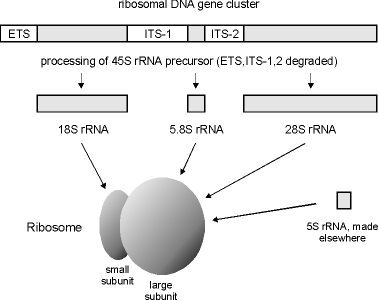 ribosomal DNA gene cluster
ETS ITS-1 ITS-2
processing of 45S rRNA precursor (ETS,ITS-1,2 degraded)
18S rRNA 5.8S rRNA 28S rRNA
Ribosome
small
subunit
large
subunit
5S rRNA, made
elsewhere